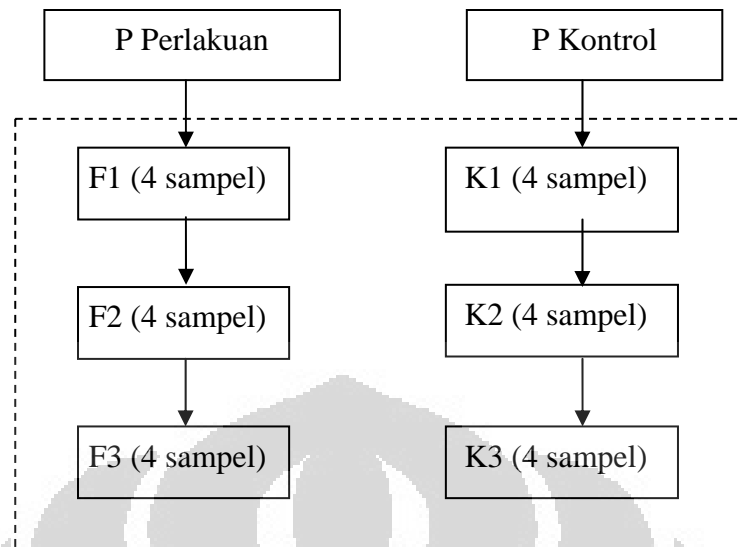 P Perlakuan
P Kontrol
F1 (4 sampel)
K1 (4 sampel)
F2 (4 sampel)
K2 (4 sampel)
F3 (4 sampel)
K3 (4 sampel)